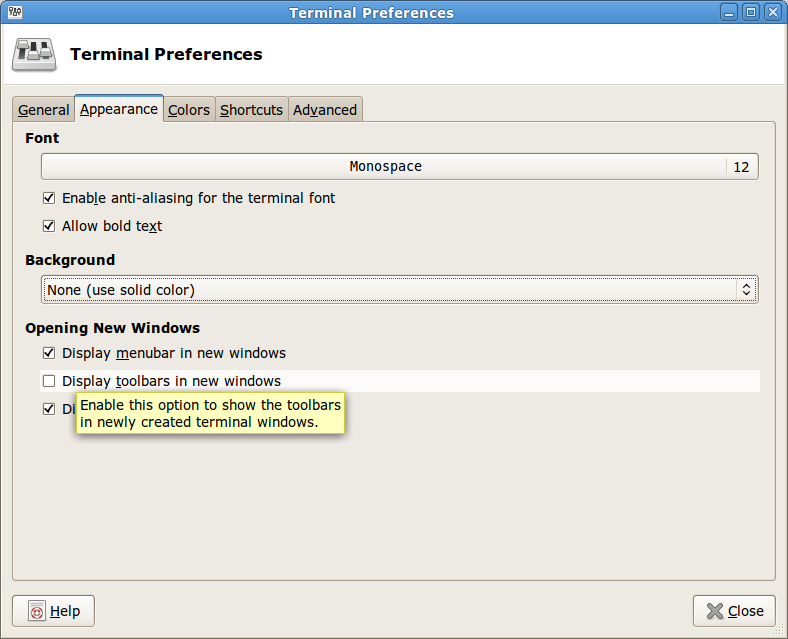 Terminal Preferences
Terminal Preferences
General Appearance Colors Shortcuts Advanced
Font
Monospace 12
Enable anti-aliasing for the terminal font
Allow bold text
Background
None (use solid color)
Opening New Windows
Display menubar in new windows
Display toolbars in new windows
Enable this option to show the toolbars
in newly created terminal windows.
Help Close